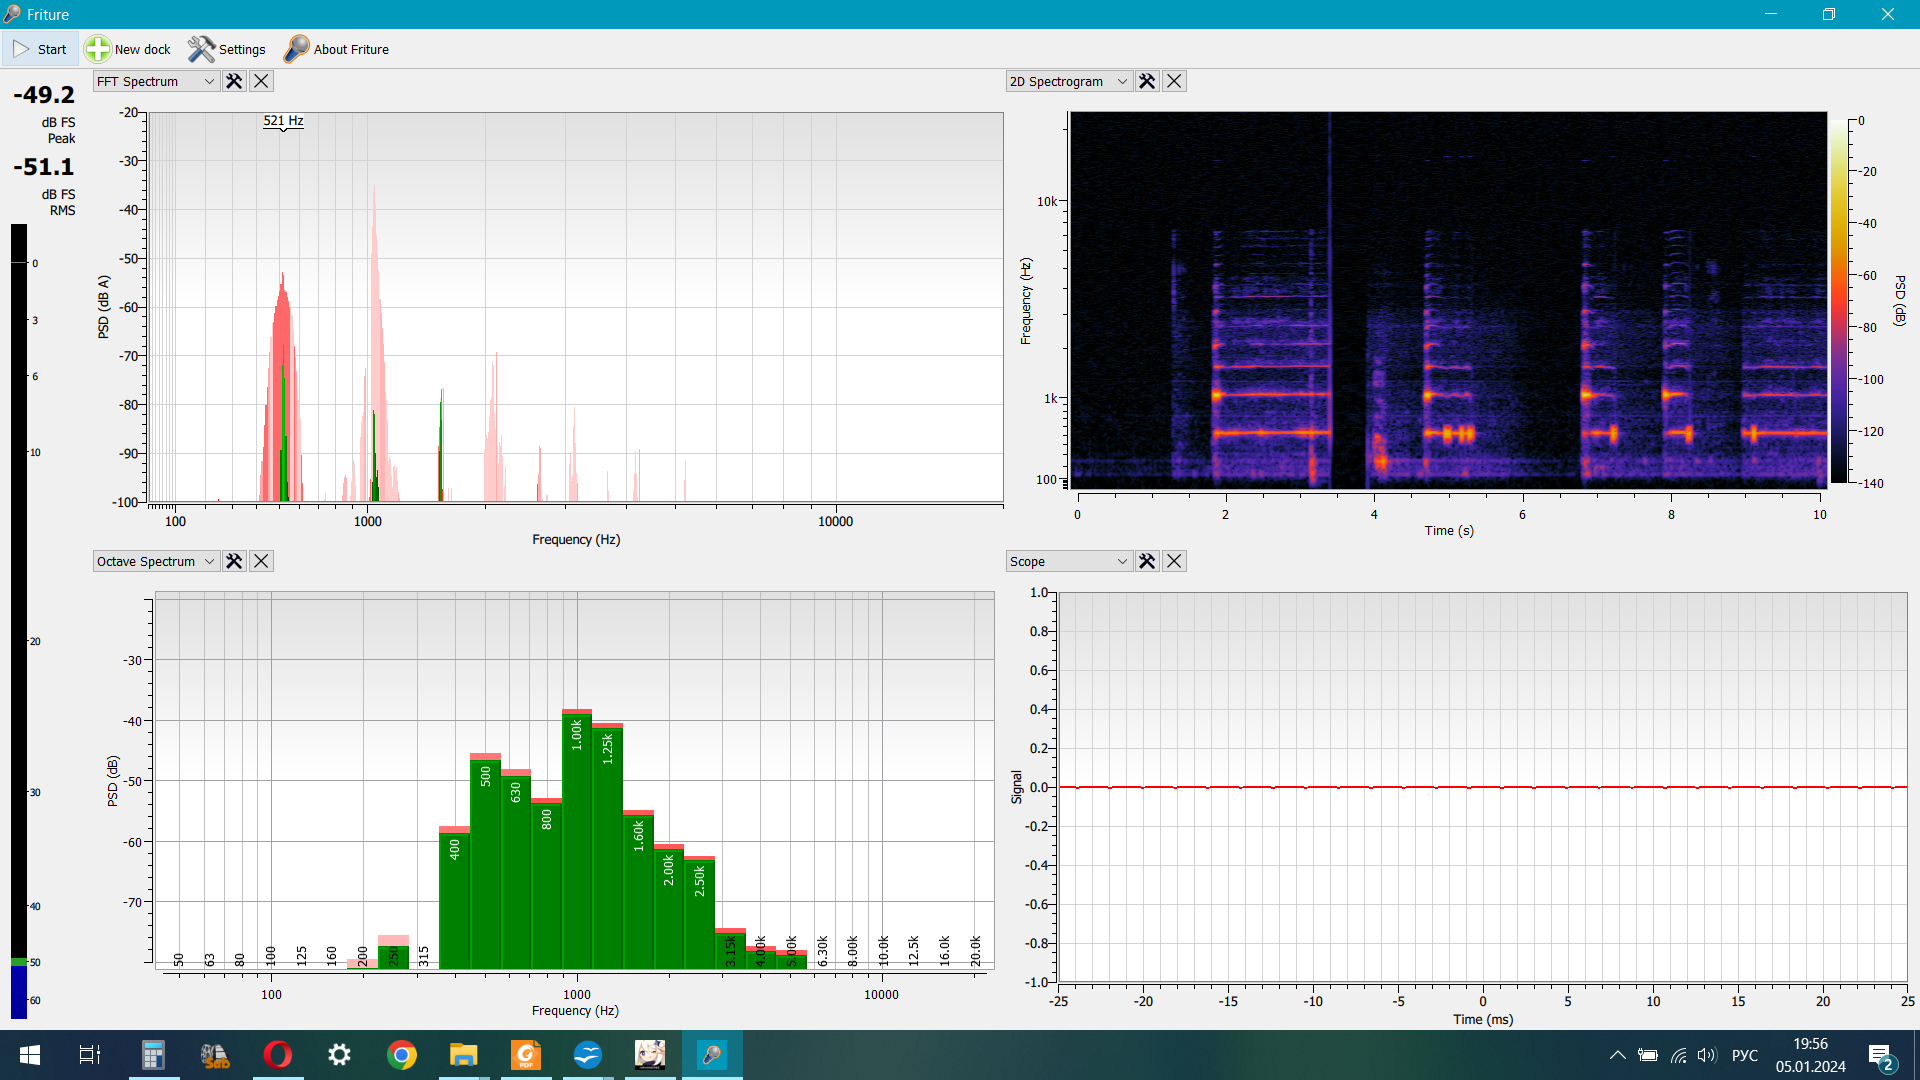 Friture
Start New dock Settings About Friture
-49.2
dB FS
Peak
-51.1
dB FS
RMS
0
3
6
10
20
30
40
50
60
FFT Spectrum
521 Hz
-20
-30
-40
-50
-60
-70
-80
-90
-100
PSD (dB A)
100 1000 10000
Frequency (Hz)
2D Spectrogram
10k
1k
100
Frequency (Hz)
0 2 4 6 8 10
Time (s)
0
-20
-40
-60
-80
-100
-120
-140
PSD (dB)
Octave Spectrum
-30
-40
-50
-60
-70
PSD (dB)
50 63 80 100 125 160 200 250 315 400 500 630 800 1.00k 1.25k 1.60k 2.00k 2.50k 3.15k 4.00k 5.00k 6.30k 8.00k 10.0k 12.5k 16.0k 20.0k
100 1000 10000
Frequency (Hz)
Scope
1.0
0.8
0.6
0.4
0.2
0.0
-0.2
-0.4
-0.6
-0.8
-1.0
Signal
-25 -20 -15 -10 -5 0 5 10 15 20 25
Time (ms)
PDF
РУС
19:56
05.01.2024
2